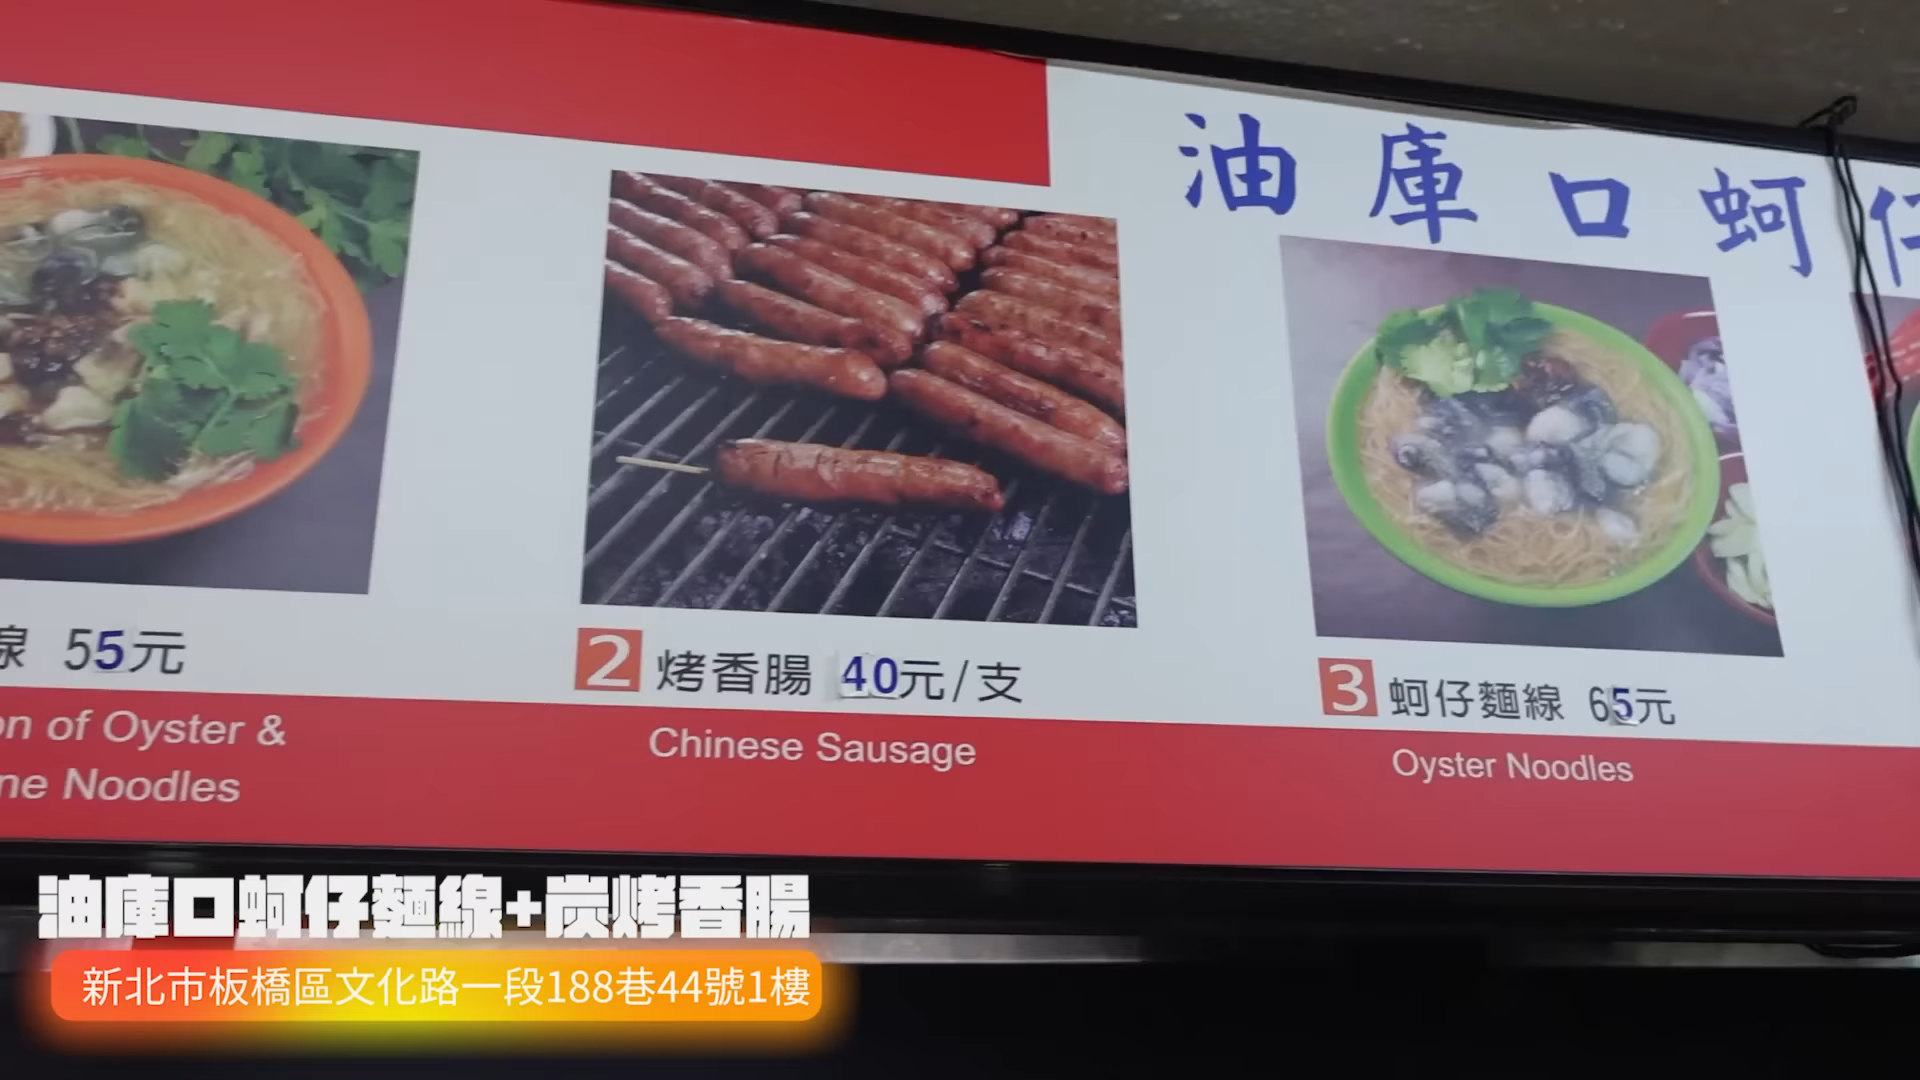 油庫口蚵仔
線 55元
2 烤香腸 40元/支
3 蚵仔麵線 65元
on of Oyster &
ne Noodles
Chinese Sausage
Oyster Noodles
油庫口蚵仔麵線+炭烤香腸
新北市板橋區文化路一段188巷44號1樓